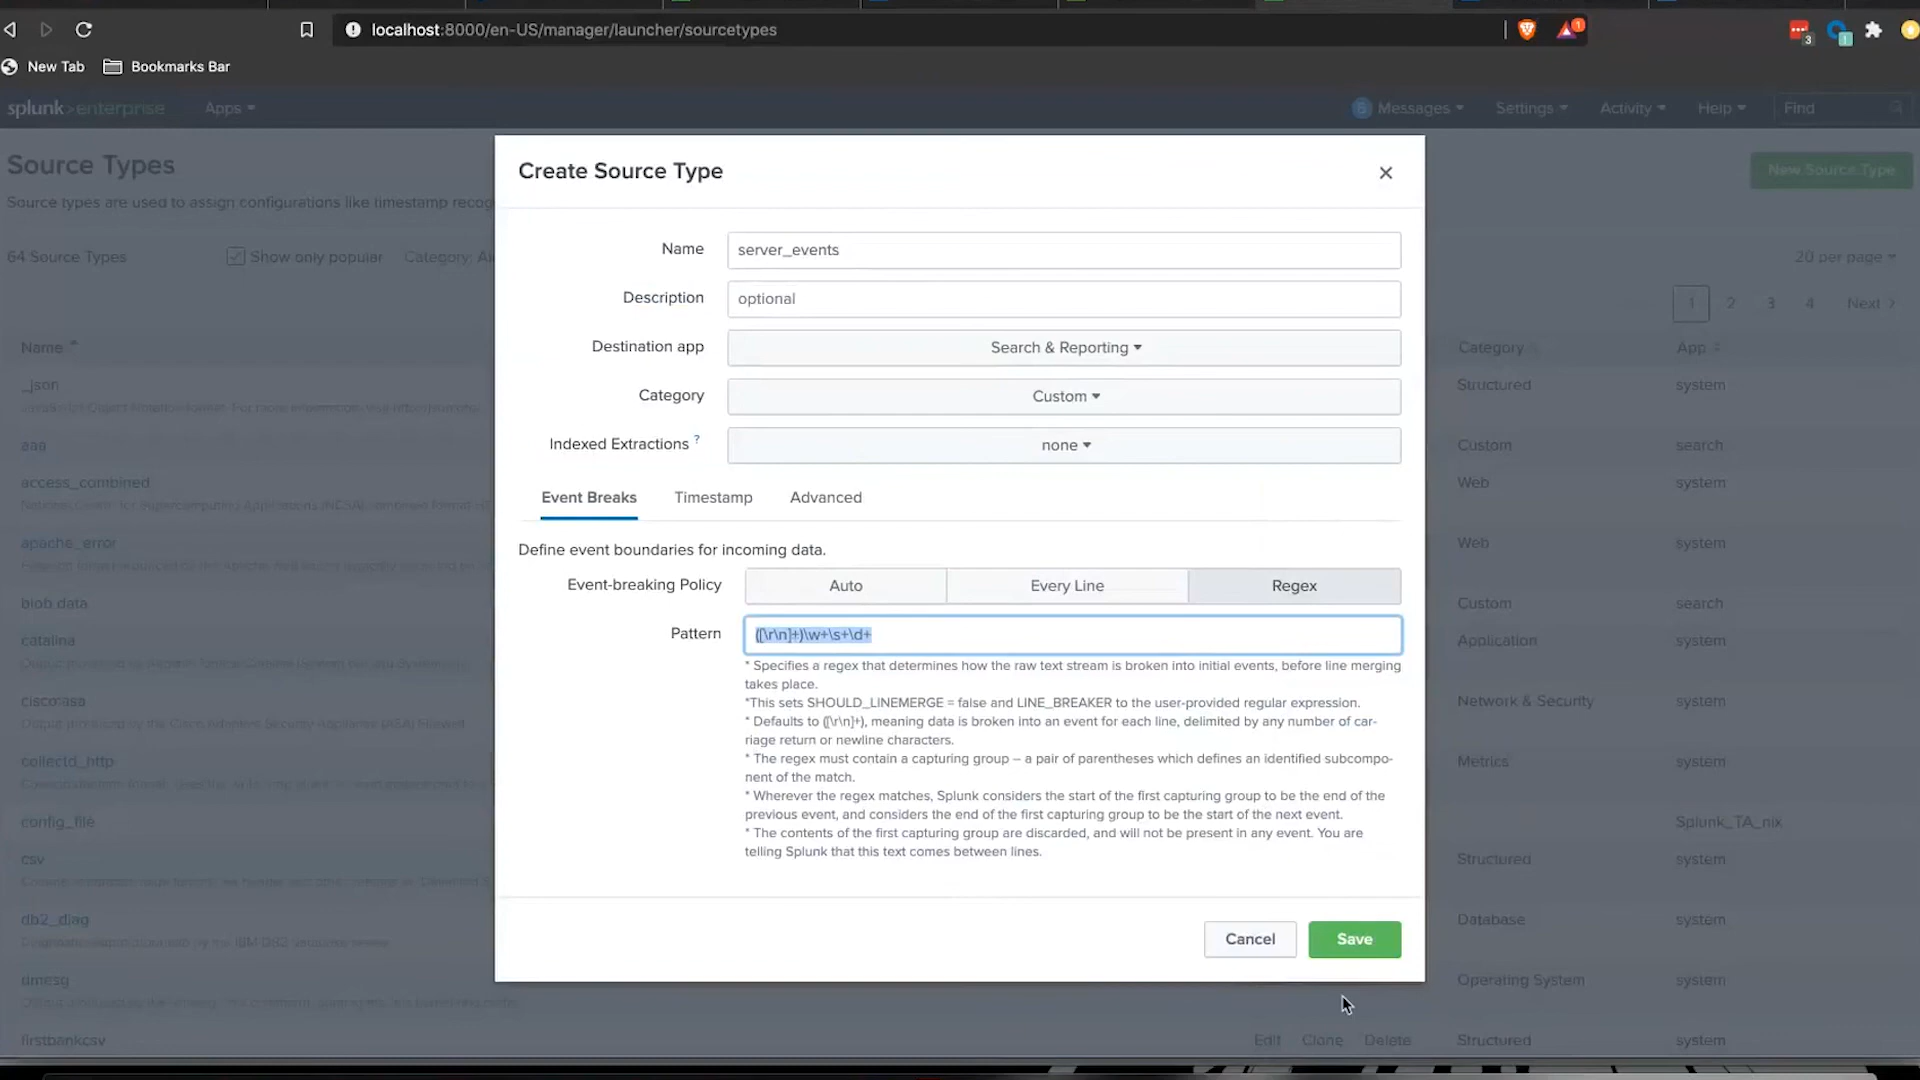 localhost:8000/en-US/manager/launcher/sourcetypes
1
3
1
New Tab
Bookmarks Bar
splunk>enterprise
Apps
6 Messages
Settings
Activity
Help
Find
Source Types
New Source Type
Source types are used to assign configurations like timestamp recog
64 Source Types
Show only popular
20 per page
1
2
3
4
Next
Name
Category
App
_json
Structured
system
aaa
Custom
search
access_combined
Web
system
apache_error
Web
system
blob data
Custom
search
catalina
Application
system
cisco:asa
Output produced by the Cisco Adaptive Security Appliance (ASA) Firewall
Network & Security
system
collectd_http
Metrics
system
config_file
Splunk_TA_nix
csv
Structured
system
db2_diag
Database
system
dmesg
Operating System
system
firstbankcsv
Edit
Clone
Delete
Structured
system
Create Source Type
Name
server_events
Description
optional
Destination app
Search & Reporting
Category
Custom
Indexed Extractions ?
none
Event Breaks
Timestamp
Advanced
Define event boundaries for incoming data.
Event-breaking Policy
Auto
Every Line
Regex
Pattern
([\r\n]+)\w+\s+\d+
* Specifies a regex that determines how the raw text stream is broken into initial events, before line merging
takes place.
*This sets SHOULD_LINEMERGE = false and LINE_BREAKER to the user-provided regular expression.
* Defaults to ([\r\n]+), meaning data is broken into an event for each line, delimited by any number of car-
riage return or newline characters.
* The regex must contain a capturing group – a pair of parentheses which defines an identified subcompo-
nent of the match.
* Wherever the regex matches, Splunk considers the start of the first capturing group to be the end of the
previous event, and considers the end of the first capturing group to be the start of the next event.
* The contents of the first capturing group are discarded, and will not be present in any event. You are
telling Splunk that this text comes between lines.
Cancel
Save